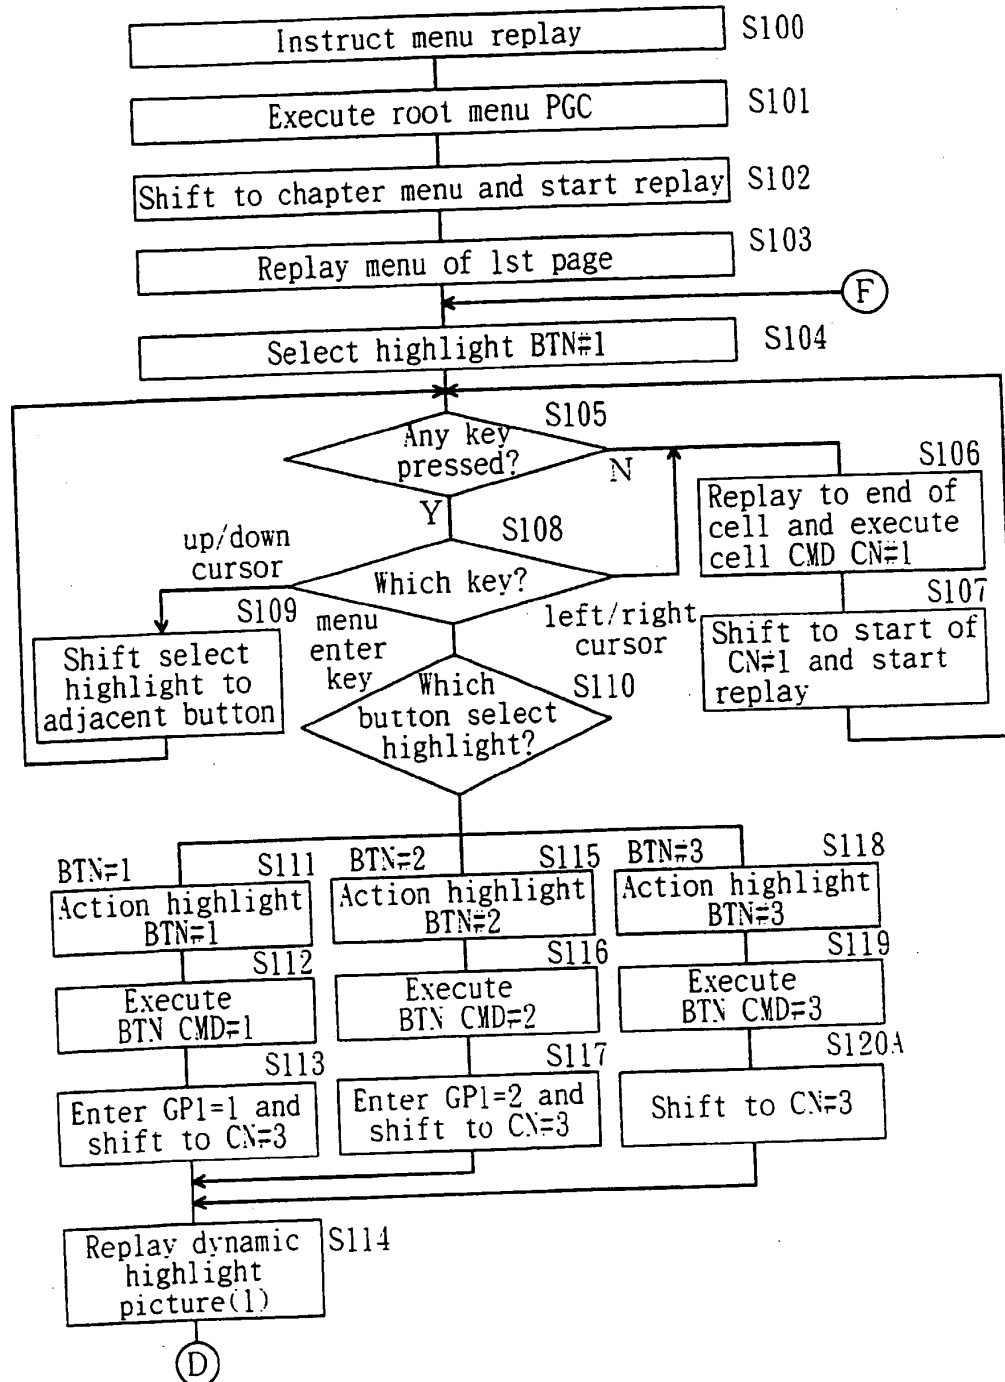 Instruct menu replay
S100
Execute root menu PGC
S101
Shift to chapter menu and start replay
S102
Replay menu of 1st page
S103
F
Select highlight BTN#1
S104
S105
Any key
pressed?
N
Y
S106
Replay to end of
cell and execute
cell CMD CN#1
S107
Shift to start of
CN#1 and start
replay
S108
Which key?
up/down
cursor
left/right
cursor
menu
enter
key
S109
Shift select
highlight to
adjacent button
S110
Which
button select
highlight?
BTN#1
S111
Action highlight
BTN#1
S112
Execute
BTN CMD#1
S113
Enter GP1=1 and
shift to CN#3
BTN#2
S115
Action highlight
BTN#2
S116
Execute
BTN CMD#2
S117
Enter GP1=2 and
shift to CN#3
BTN#3
S118
Action highlight
BTN#3
S119
Execute
BTN CMD#3
S120A
Shift to CN#3
S114
Replay dynamic
highlight
picture(1)
D